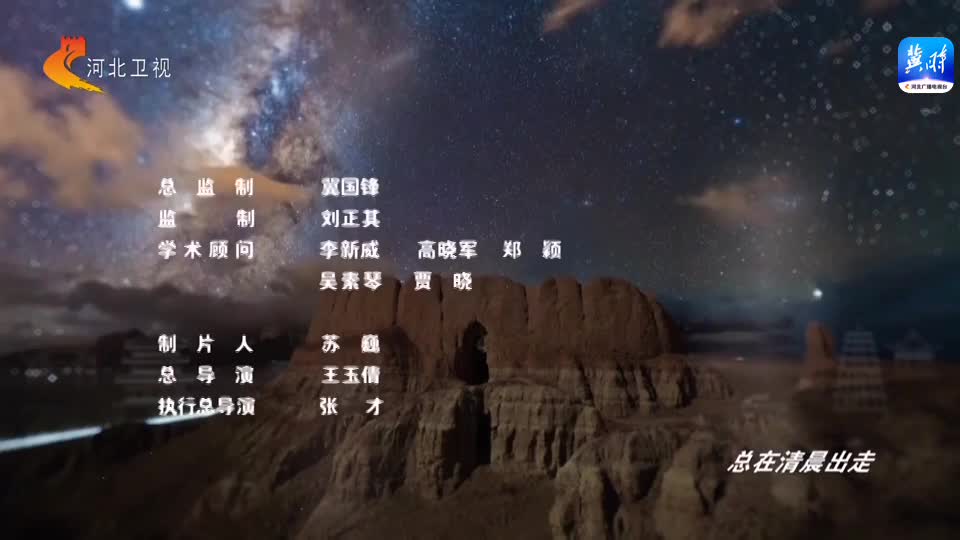 河北卫视
冀时
河北广播电视台
总监制 冀国锋
监制 刘正其
学术顾问 李新威 高晓军 郑颖
吴素琴 贾晓
制片人 苏巍
总导演 王玉倩
执行总导演 张才
总在清晨出走